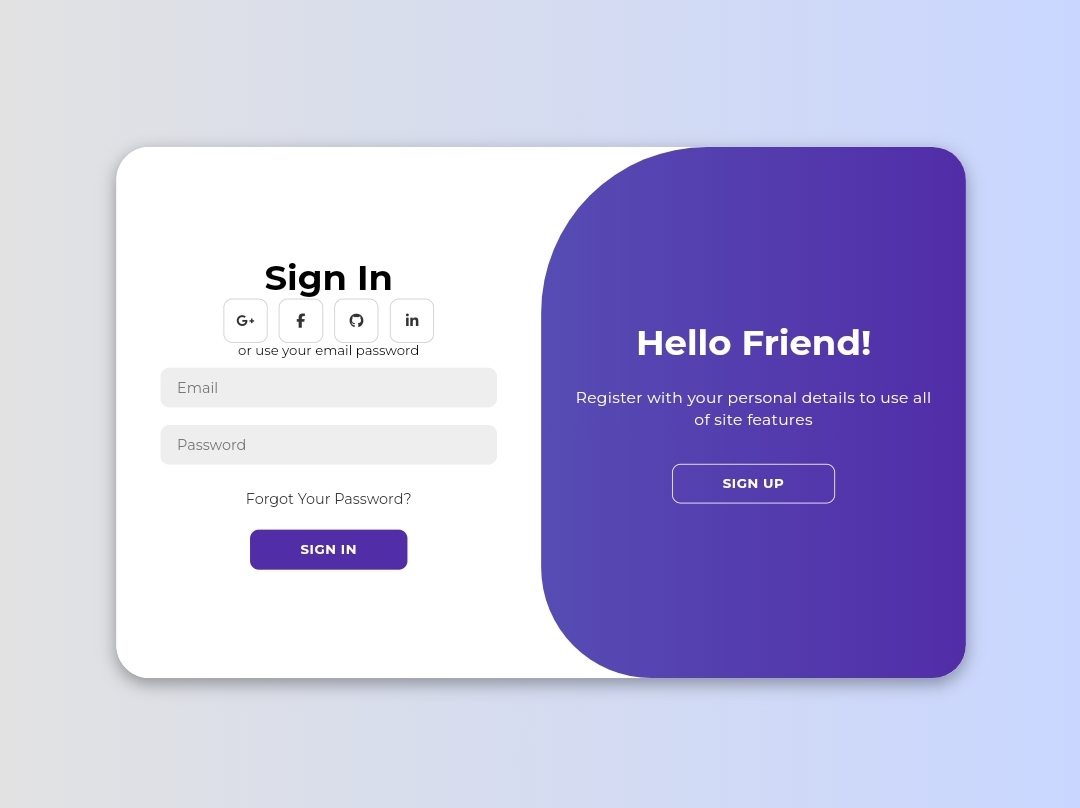 Sign In
G+ f in
or use your email password
Email
Password
Forgot Your Password?
SIGN IN
Hello Friend!
Register with your personal details to use all
of site features
SIGN UP